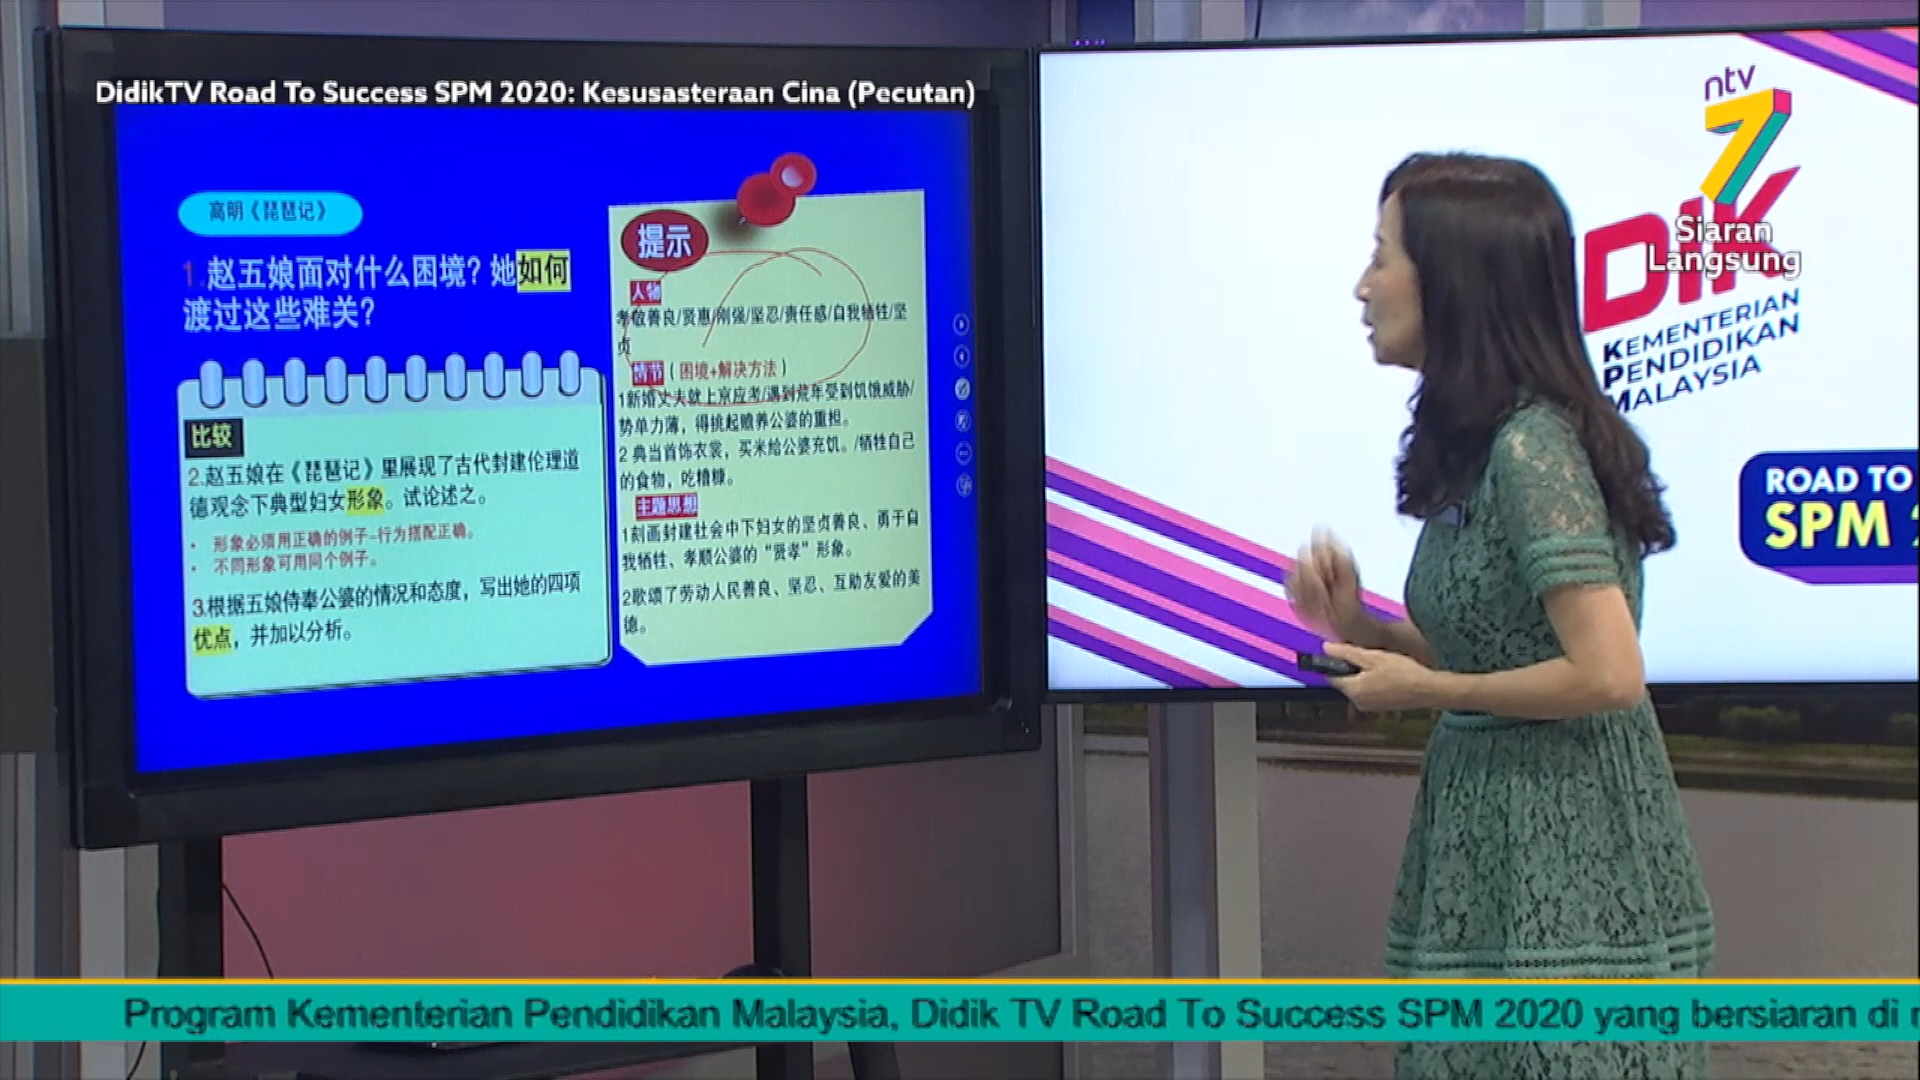 DidikTV Road To Success SPM 2020: Kesusasteraan Cina (Pecutan)
高明《琵琶记》
1.赵五娘面对什么困境？她如何
渡过这些难关？
比较
2.赵五娘在《琵琶记》里展现了古代封建伦理道
德观念下典型妇女形象。试论述之。
• 形象必须用正确的例子–行为搭配正确。
• 不同形象可用同个例子。
3.根据五娘侍奉公婆的情况和态度，写出她的四项
优点，并加以分析。
提示
人物
孝敬善良/贤惠/刚强/坚忍/责任感/自我牺牲/坚
贞
情节（困境+解决方法）
1新婚丈夫就上京应考/遇到荒年受到饥饿威胁/
势单力薄，得挑起赡养公婆的重担。
2 典当首饰衣裳，买米给公婆充饥。/牺牲自己
的食物，吃糟糠。
主题思想
1刻画封建社会中下妇女的坚贞善良、勇于自
我牺牲、孝顺公婆的“贤孝”形象。
2歌颂了劳动人民善良、坚忍、互助友爱的美
德。
ntv
7
Siaran
Langsung
DIK
KEMENTERIAN
PENDIDIKAN
MALAYSIA
ROAD TO
SPM
Program Kementerian Pendidikan Malaysia, Didik TV Road To Success SPM 2020 yang bersiaran di